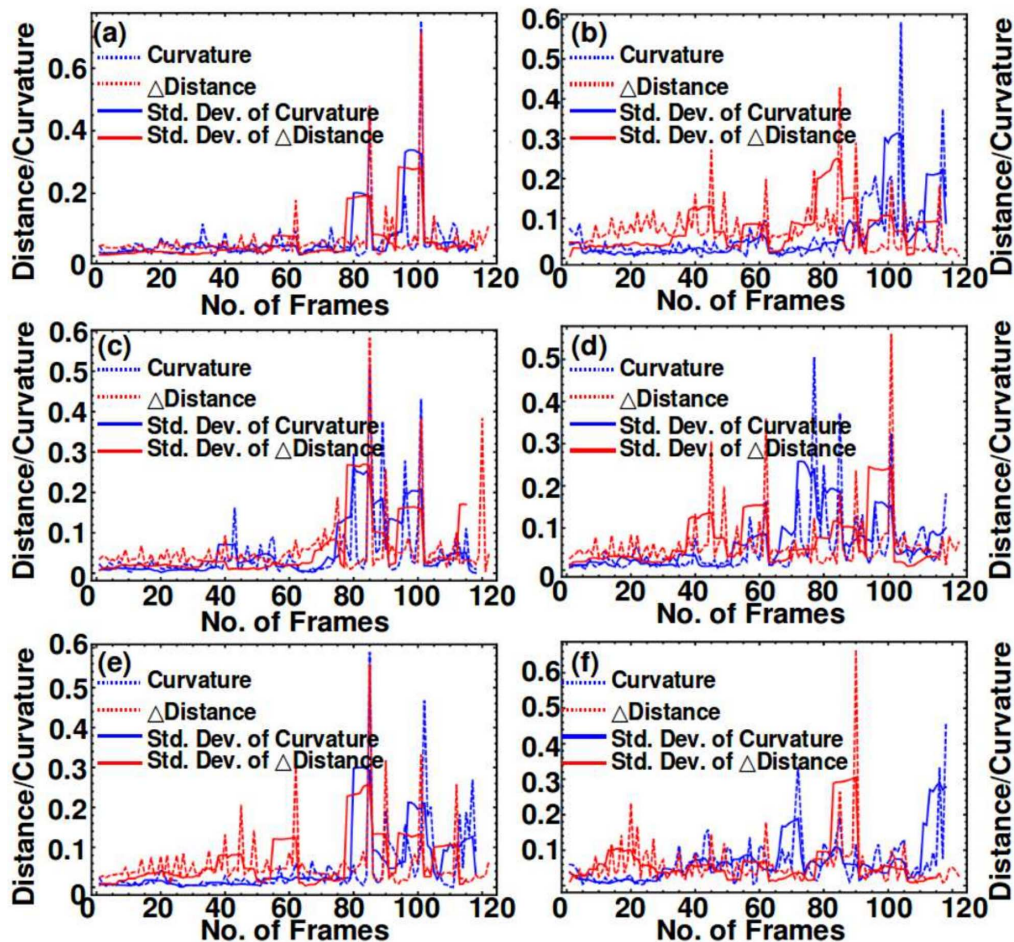 (a)
Curvature
△Distance
Std. Dev. of Curvature
Std. Dev. of △Distance
0.6
0.4
0.2
0
0 20 40 60 80 100 120
No. of Frames
Distance/Curvature
(b)
Curvature
△Distance
Std. Dev. of Curvature
Std. Dev. of △Distance
0.6
0.5
0.4
0.3
0.2
0.1
0
0 20 40 60 80 100 120
No. of Frames
Distance/Curvature
(c)
Curvature
△Distance
Std. Dev. of Curvature
Std. Dev. of △Distance
0.6
0.5
0.4
0.3
0.2
0.1
0
0 20 40 60 80 100 120
No. of Frames
Distance/Curvature
(d)
Curvature
△Distance
Std. Dev. of Curvature
Std. Dev of △Distance
0.5
0.4
0.3
0.2
0.1
0
0 20 40 60 80 100 120
No. of Frames
Distance/Curvature
(e)
Curvature
△Distance
Std. Dev. of Curvature
Std. Dev. of △Distance
0.6
0.5
0.4
0.3
0.2
0.1
0
0 20 40 60 80 100 120
No. of Frames
Distance/Curvature
(f)
Curvature
△Distance
Std. Dev. of Curvature
Std. Dev. of △Distance
0.6
0.5
0.4
0.3
0.2
0.1
0 20 40 60 80 100 120
No. of Frames
Distance/Curvature